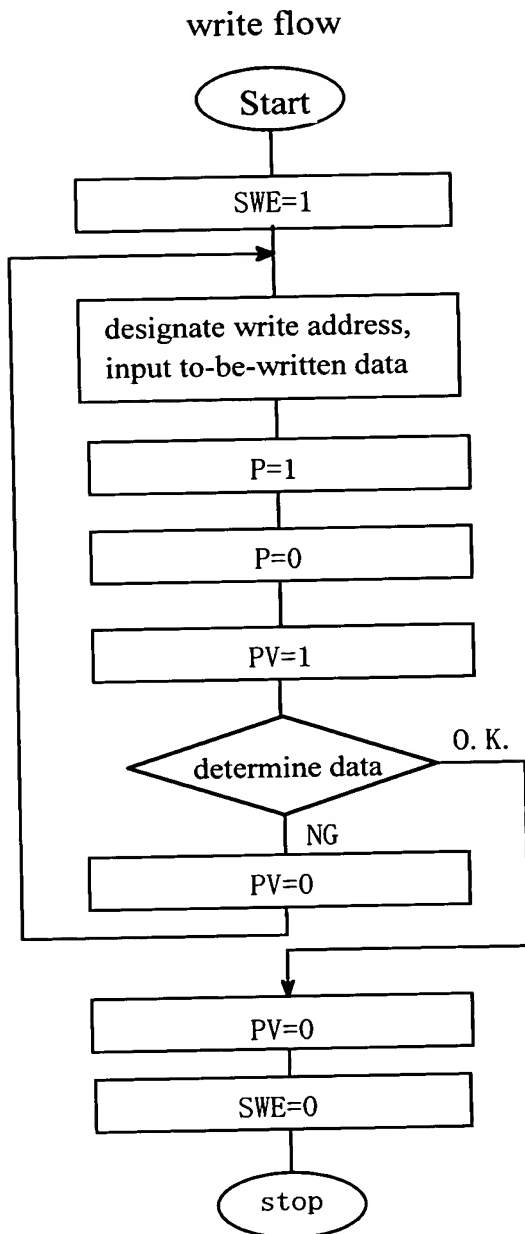 write flow
Start
SWE=1
designate write address,
input to-be-written data
P=1
P=0
PV=1
determine data
O. K.
NG
PV=0
PV=0
SWE=0
stop